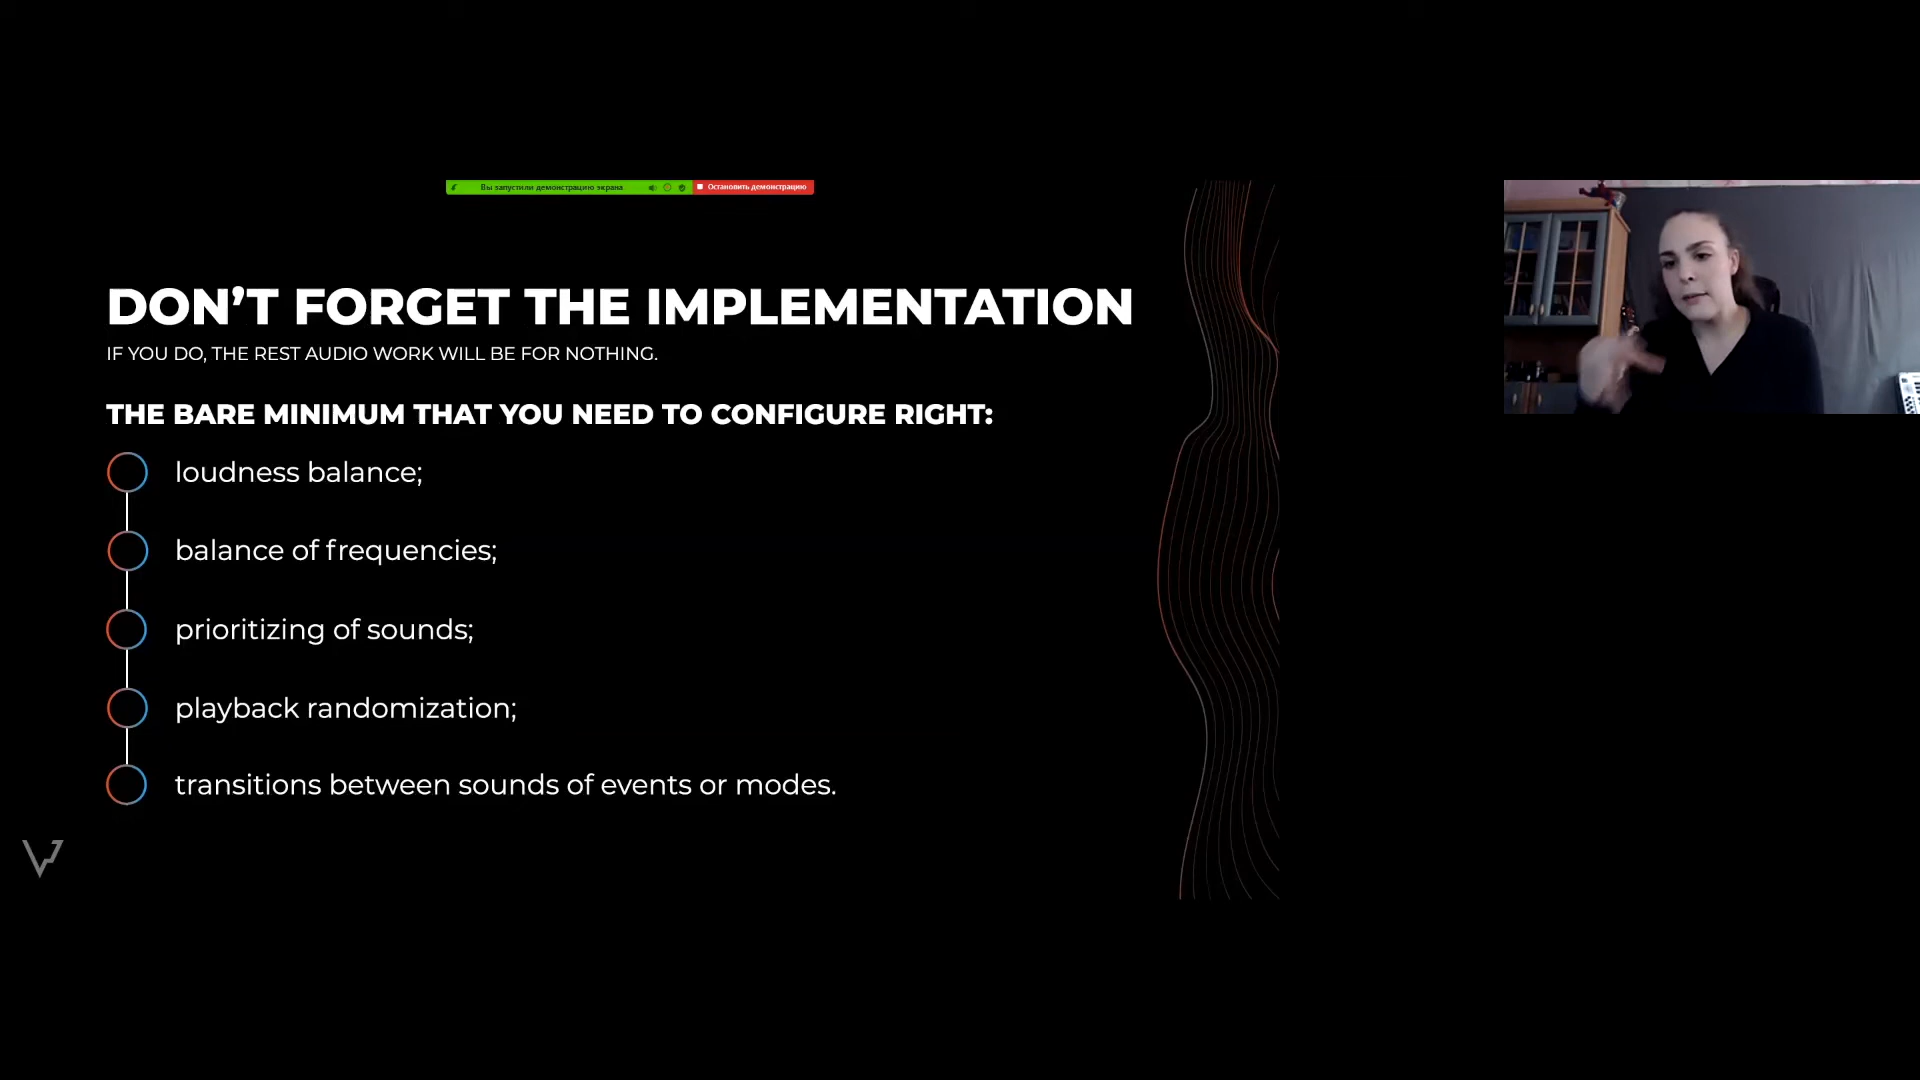 Вы запустили демонстрацию экрана
Остановить демонстрацию
DON’T FORGET THE IMPLEMENTATION
IF YOU DO, THE REST AUDIO WORK WILL BE FOR NOTHING.
THE BARE MINIMUM THAT YOU NEED TO CONFIGURE RIGHT:
loudness balance;
balance of frequencies;
prioritizing of sounds;
playback randomization;
transitions between sounds of events or modes.